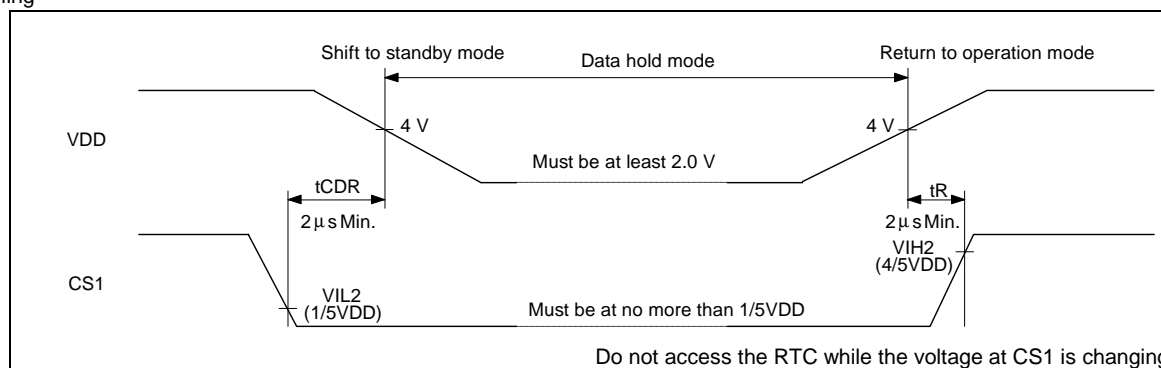 Shift to standby mode
Data hold mode
Return to operation mode
VDD
4 V
4 V
Must be at least 2.0 V
tCDR
tR
2 μs Min.
2 μs Min.
CS1
VIL2
(1/5VDD)
VIH2
(4/5VDD)
Must be at no more than 1/5VDD
Do not access the RTC while the voltage at CS1 is changing